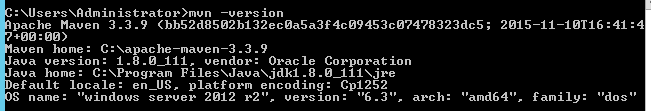 C:\Users\Administrator>mvn -version
Apache Maven 3.3.9 (bb52d8502b132ec0a5a3f4c09453c07478323dc5; 2015-11-10T16:41:4
7+00:00)
Maven home: C:\apache-maven-3.3.9
Java version: 1.8.0_111, vendor: Oracle Corporation
Java home: C:\Program Files\Java\jdk1.8.0_111\jre
Default locale: en_US, platform encoding: Cp1252
OS name: "windows server 2012 r2", version: "6.3", arch: "amd64", family: "dos"